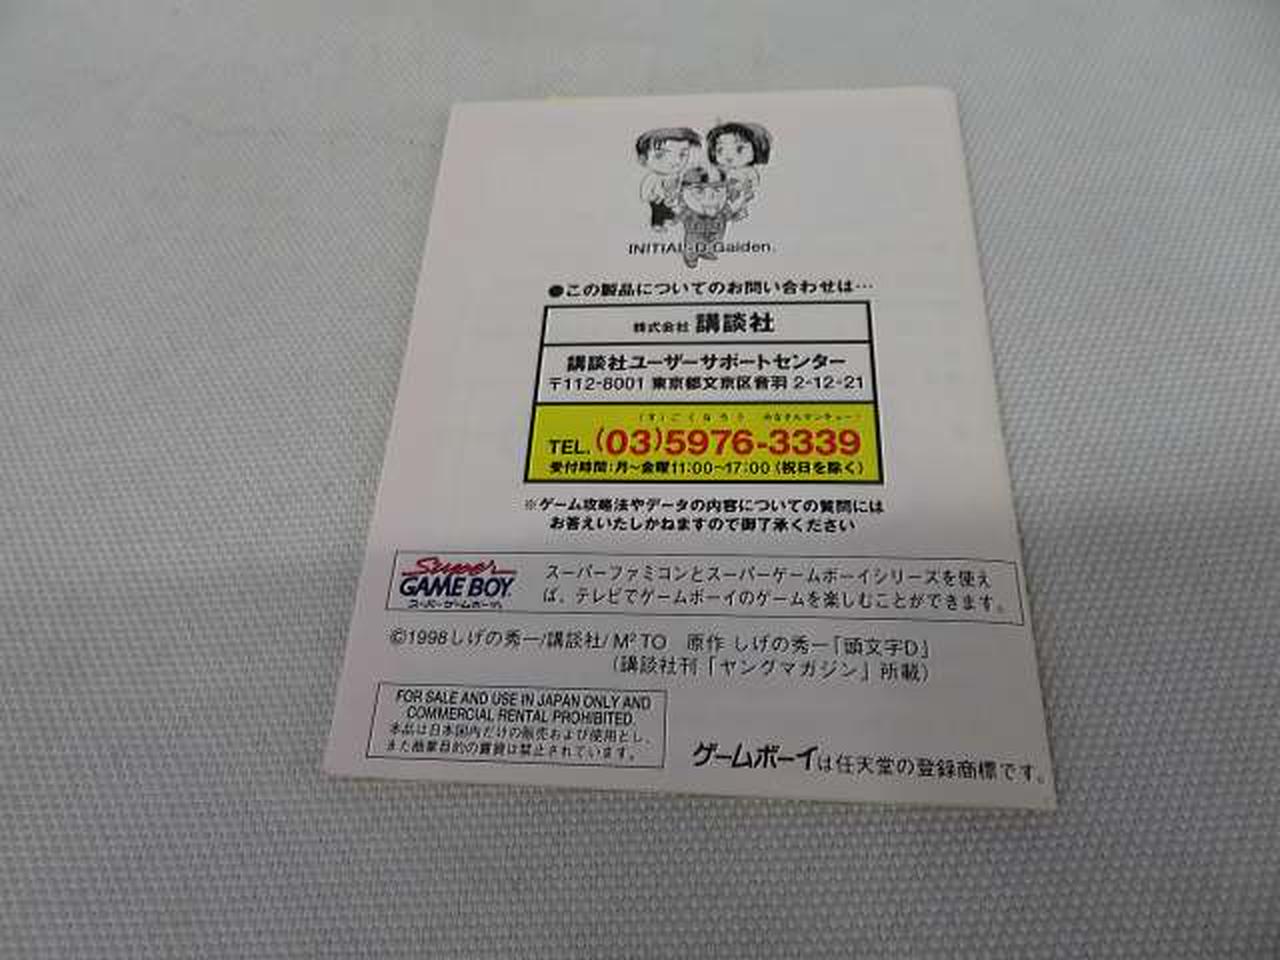 INITIAL-D Gaiden.
●この製品についてのお問い合わせは…
株式会社 講談社
講談社ユーザーサポートセンター
〒112-8001 東京都文京区音羽 2-12-21
TEL.(03)5976-3339
受付時間:月~金曜11:00~17:00 (祝日を除く)
※ゲーム攻略法やデータの内容についての質問には
お答えいたしかねますので御了承ください
Super
GAME BOY
スーパーゲームボーイ
スーパーファミコンとスーパーゲームボーイシリーズを使え
ば、テレビでゲームボーイのゲームを楽しむことができます。
©1998しげの秀一/講談社/ M² TO 原作 しげの秀一「頭文字D」
(講談社刊「ヤングマガジン」所載)
FOR SALE AND USE IN JAPAN ONLY AND
COMMERCIAL RENTAL PROHIBITED.
本品は日本国内だけの販売および使用とし、
また商業目的の賃貸は禁止されています。
ゲームボーイは任天堂の登録商標です。